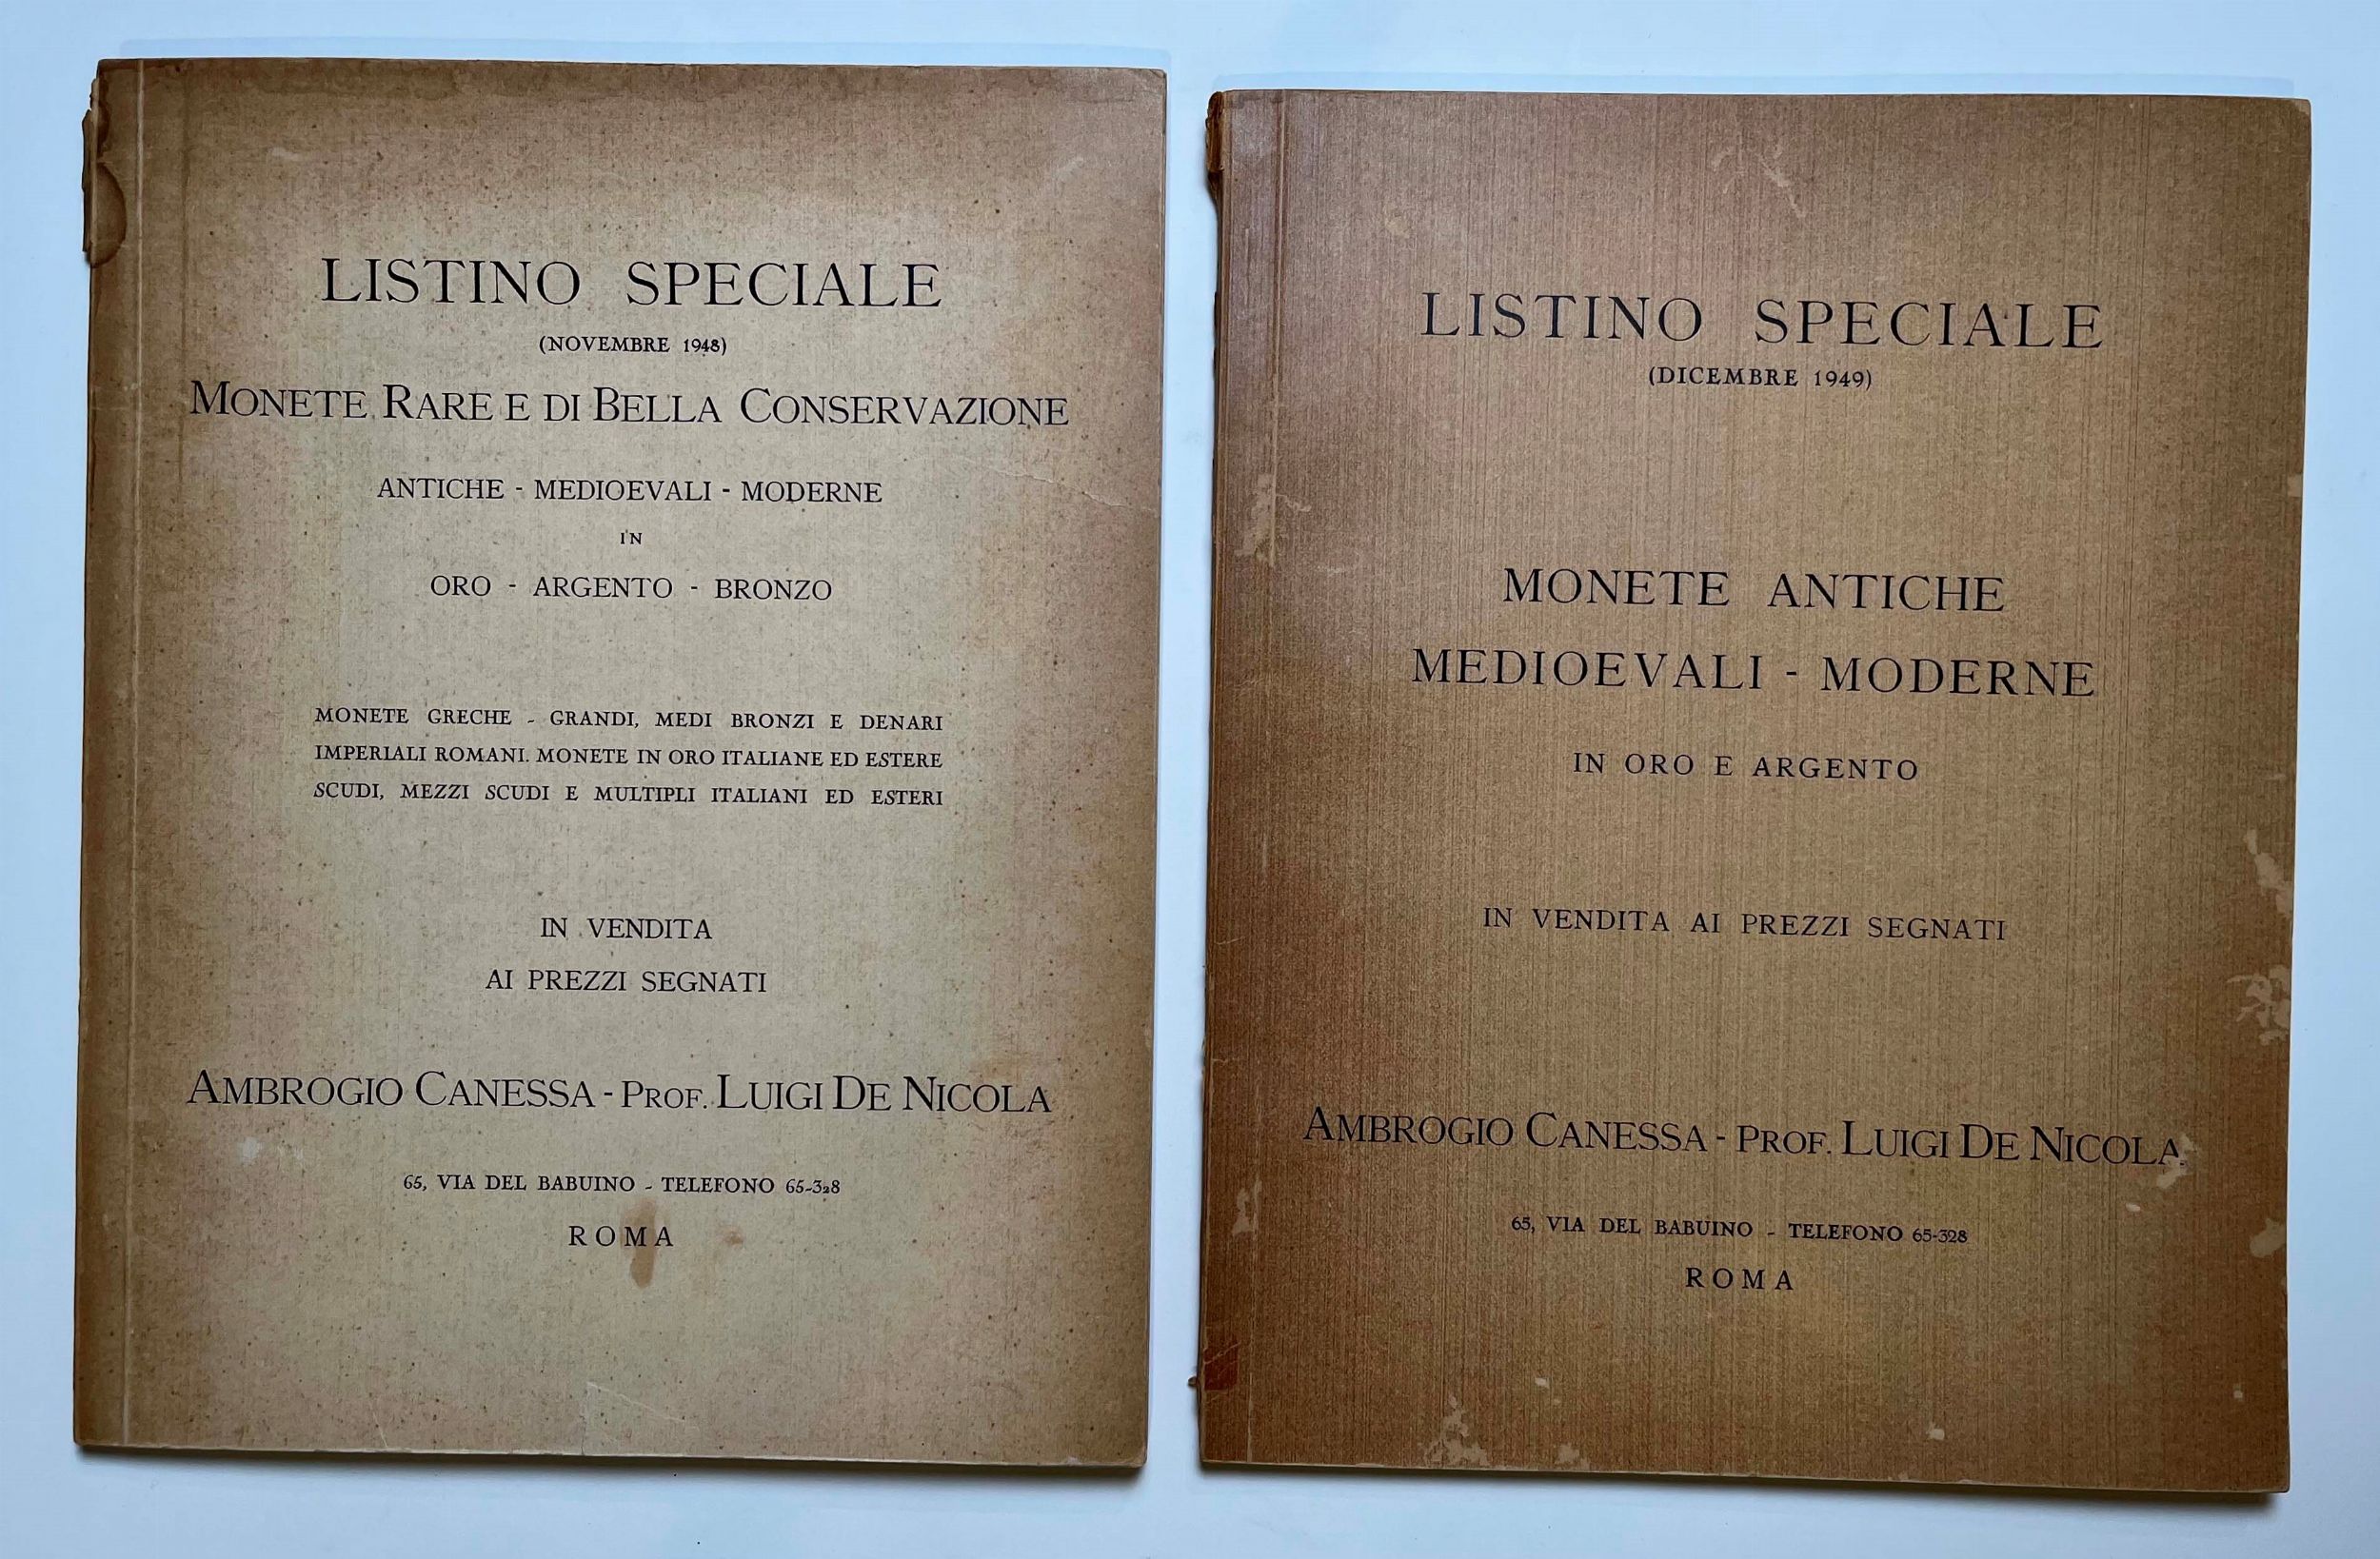 LISTINO SPECIALE
(NOVEMBRE 1948)
MONETE RARE E DI BELLA CONSERVAZIONE
ANTICHE - MEDIOEVALI - MODERNE
IN
ORO - ARGENTO - BRONZO
MONETE GRECHE - GRANDI, MEDI BRONZI E DENARI
IMPERIALI ROMANI. MONETE IN ORO ITALIANE ED ESTERE
SCUDI, MEZZI SCUDI E MULTIPLI ITALIANI ED ESTERI
IN VENDITA
AI PREZZI SEGNATI
AMBROGIO CANESSA - PROF. LUIGI DE NICOLA
65, VIA DEL BABUINO - TELEFONO 65-328
ROMA
LISTINO SPECIALE
(DICEMBRE 1949)
MONETE ANTICHE
MEDIOEVALI - MODERNE
IN ORO E ARGENTO
IN VENDITA AI PREZZI SEGNATI
AMBROGIO CANESSA - PROF. LUIGI DE NICOLA
65, VIA DEL BABUINO - TELEFONO 65-328
ROMA